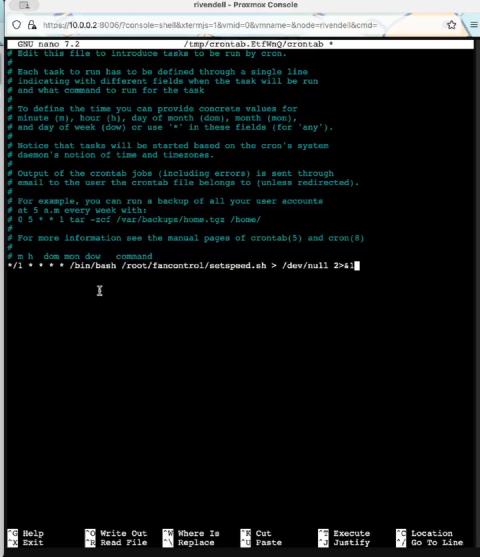 rivendell - Proxmox Console
https://10.0.0.2:8006/?console=shell&xtermjs=1&vmid=0&vmname=&node=rivendell&cmd=
GNU nano 7.2 /tmp/crontab.EtfWnQ/crontab *
# Edit this file to introduce tasks to be run by cron.
#
# Each task to run has to be defined through a single line
# indicating with different fields when the task will be run
# and what command to run for the task
#
# To define the time you can provide concrete values for
# minute (m), hour (h), day of month (dom), month (mon),
# and day of week (dow) or use '*' in these fields (for 'any').
#
# Notice that tasks will be started based on the cron's system
# daemon's notion of time and timezones.
#
# Output of the crontab jobs (including errors) is sent through
# email to the user the crontab file belongs to (unless redirected).
#
# For example, you can run a backup of all your user accounts
# at 5 a.m every week with:
# 0 5 * * 1 tar -zcf /var/backups/home.tgz /home/
#
# For more information see the manual pages of crontab(5) and cron(8)
#
# m h dom mon dow command
*/1 * * * * /bin/bash /root/fancontrol/setspeed.sh > /dev/null 2>&1
^G Help ^O Write Out ^W Where Is ^K Cut ^T Execute ^C Location
^X Exit ^R Read File ^\ Replace ^U Paste ^J Justify ^/ Go To Line